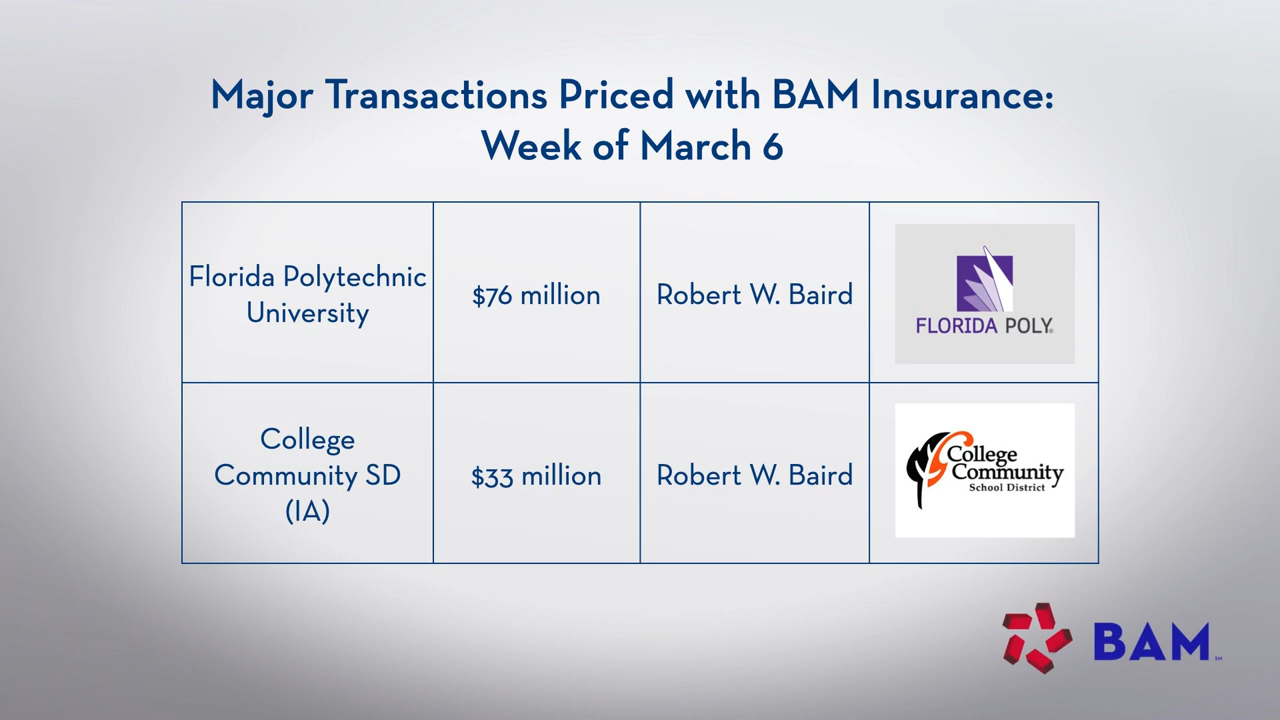 Major Transactions Priced with BAM Insurance:
Week of March 6
Florida Polytechnic
University
$76 million
Robert W. Baird
FLORIDA POLY®
College
Community SD
(IA)
$33 million
Robert W. Baird
College
Community
School District
BAM SM